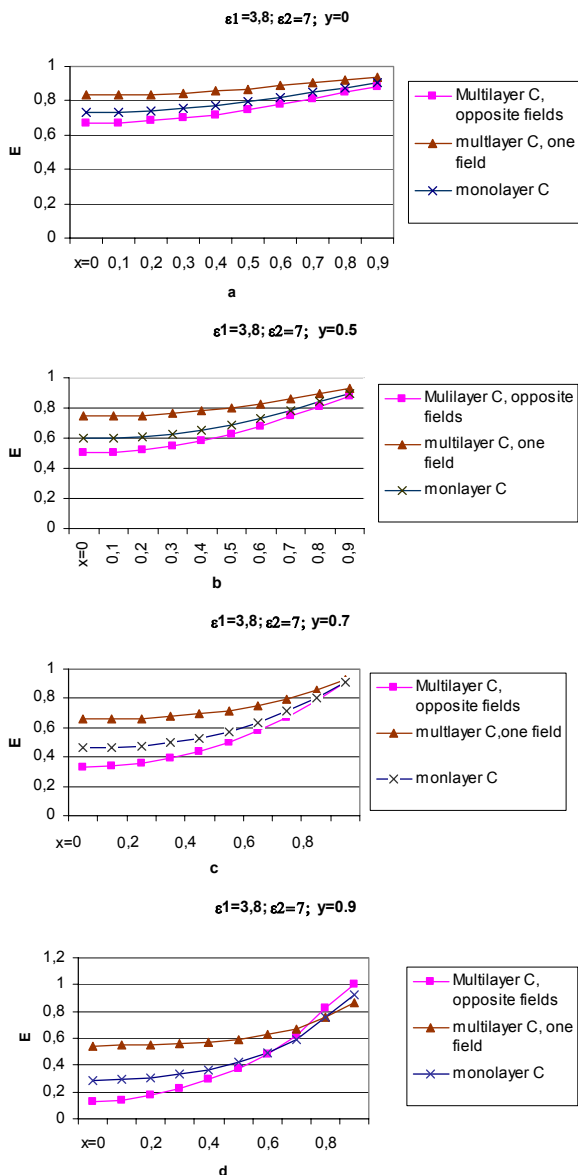 ε1=3,8; ε2=7; y=0
1
0,8
0,6
0,4
0,2
0
E
x=0 0,1 0,2 0,3 0,4 0,5 0,6 0,7 0,8 0,9
a
Multilayer C,
opposite fields
multlayer C, one
field
monolayer C
ε1=3,8; ε2=7; y=0.5
1
0,8
0,6
0,4
0,2
0
E
x=0 0,1 0,2 0,3 0,4 0,5 0,6 0,7 0,8 0,9
b
Mulilayer C, opposite
fields
multilayer C, one
field
monlayer C
ε1=3,8; ε2=7; y=0.7
1
0,8
0,6
0,4
0,2
0
E
x=0 0,2 0,4 0,6 0,8
c
Multilayer C,
opposite fields
multlayer C,one field
monlayer C
ε1=3,8; ε2=7; y=0.9
1,2
1
0,8
0,6
0,4
0,2
0
E
x=0 0,2 0,4 0,6 0,8
d
Multilayer C,
opposite fields
multilayer C, one
field
monolayer C